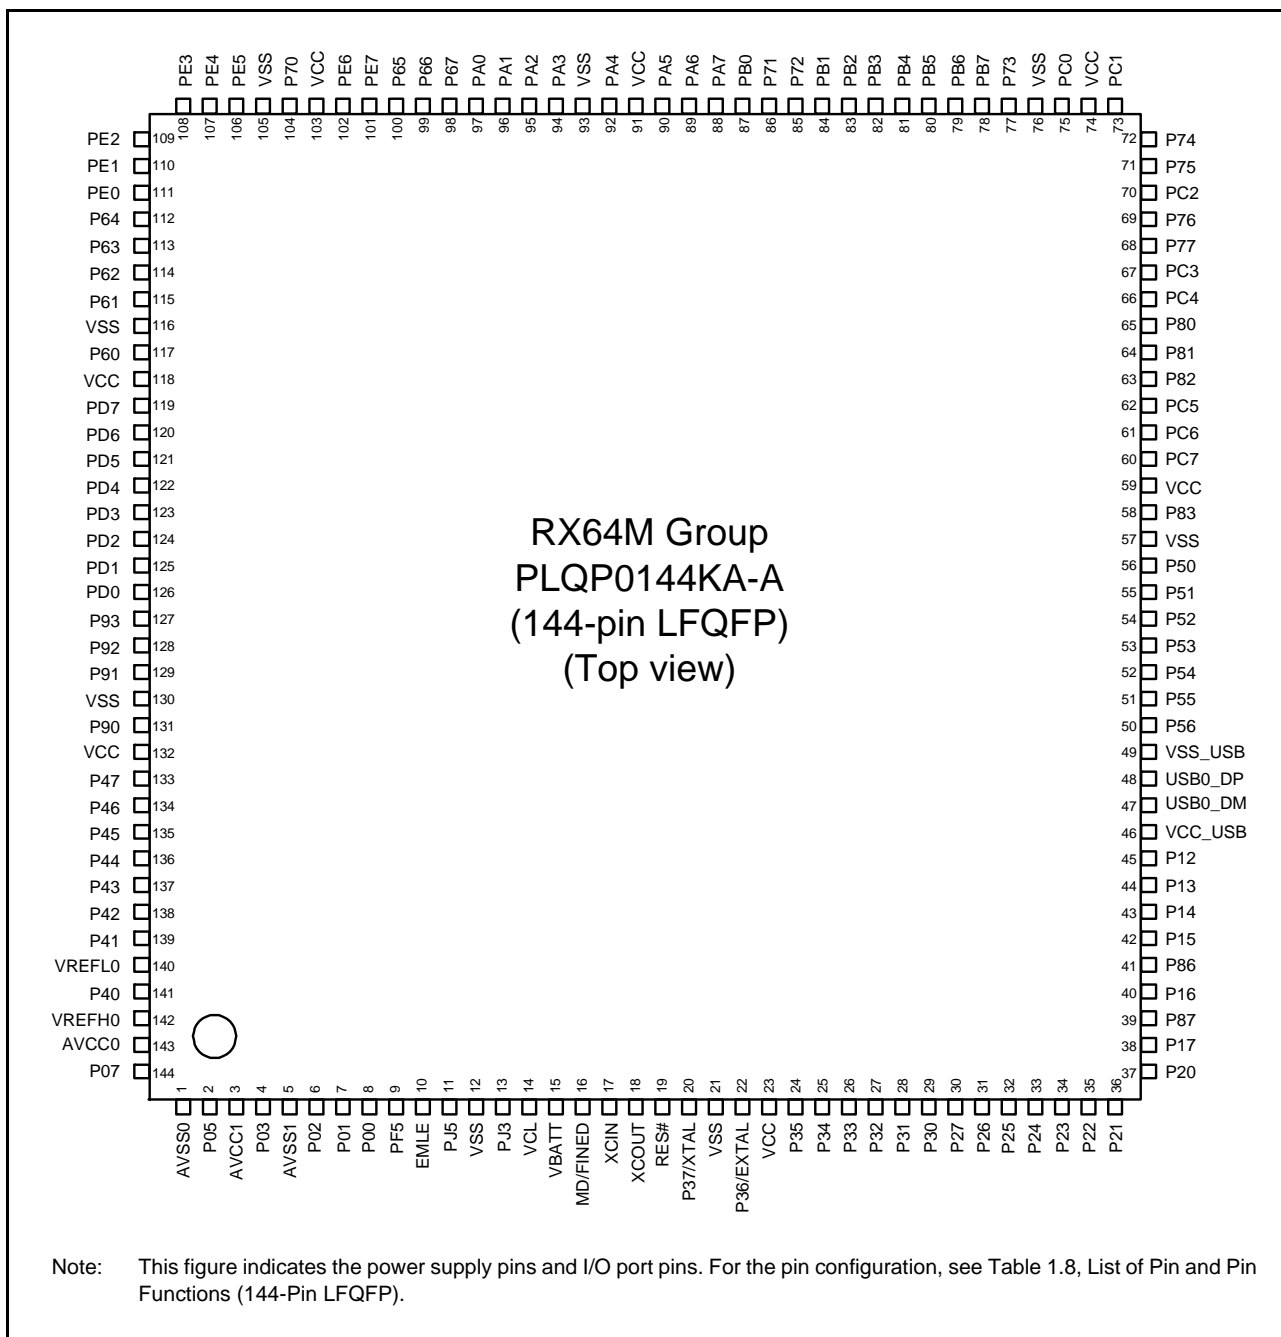 PE3 PE4 PE5 VSS P70 VCC PE6 PE7 P65 P66 P67 PA0 PA1 PA2 PA3 VSS PA4 VCC PA5 PA6 PA7 PB0 P71 P72 PB1 PB2 PB3 PB4 PB5 PB6 PB7 P73 VSS PC0 VCC PC1
108 107 106 105 104 103 102 101 100 99 98 97 96 95 94 93 92 91 90 89 88 87 86 85 84 83 82 81 80 79 78 77 76 75 74 73
PE2 109 72 P74
PE1 110 71 P75
PE0 111 70 PC2
P64 112 69 P76
P63 113 68 P77
P62 114 67 PC3
P61 115 66 PC4
VSS 116 65 P80
P60 117 64 P81
VCC 118 63 P82
PD7 119 62 PC5
PD6 120 61 PC6
PD5 121 60 PC7
PD4 122 59 VCC
PD3 123 58 P83
PD2 124 57 VSS
PD1 125 56 P50
PD0 126 55 P51
P93 127 54 P52
P92 128 53 P53
P91 129 52 P54
VSS 130 51 P55
P90 131 50 P56
VCC 132 49 VSS_USB
P47 133 48 USB0_DP
P46 134 47 USB0_DM
P45 135 46 VCC_USB
P44 136 45 P12
P43 137 44 P13
P42 138 43 P14
P41 139 42 P15
VREFL0 140 41 P86
P40 141 40 P16
VREFH0 142 39 P87
AVCC0 143 38 P17
P07 144 37 P20
RX64M Group
PLQP0144KA-A
(144-pin LFQFP)
(Top view)
1 2 3 4 5 6 7 8 9 10 11 12 13 14 15 16 17 18 19 20 21 22 23 24 25 26 27 28 29 30 31 32 33 34 35 36
AVSS0 P05 AVCC1 P03 AVSS1 P02 P01 P00 PF5 EMLE PJ5 VSS PJ3 VCL VBATT MD/FINED XCIN XCOUT RES# P37/XTAL VSS P36/EXTAL VCC P35 P34 P33 P32 P31 P30 P27 P26 P25 P24 P23 P22 P21
Note: This figure indicates the power supply pins and I/O port pins. For the pin configuration, see Table 1.8, List of Pin and Pin
Functions (144-Pin LFQFP).